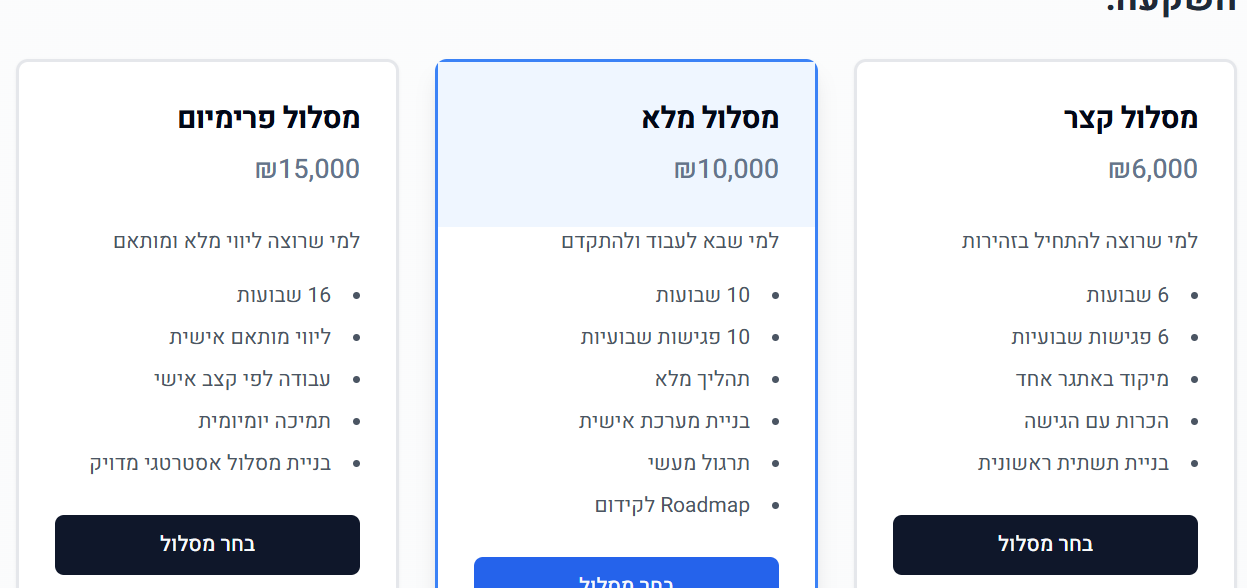 השקעה.
מסלול קצר
₪6,000
למי שרוצה להתחיל בזהירות
6 שבועות
6 פגישות שבועיות
מיקוד באתגר אחד
הכרות עם הגישה
בניית תשתית ראשונית
בחר מסלול
מסלול מלא
₪10,000
למי שבא לעבוד ולהתקדם
10 שבועות
10 פגישות שבועיות
תהליך מלא
בניית מערכת אישית
תרגול מעשי
Roadmap לקידום
בחר מסלול
מסלול פרימיום
₪15,000
למי שרוצה ליווי מלא ומותאם
16 שבועות
ליווי מותאם אישית
עבודה לפי קצב אישי
תמיכה יומיומית
בניית מסלול אסטרטגי מדויק
בחר מסלול